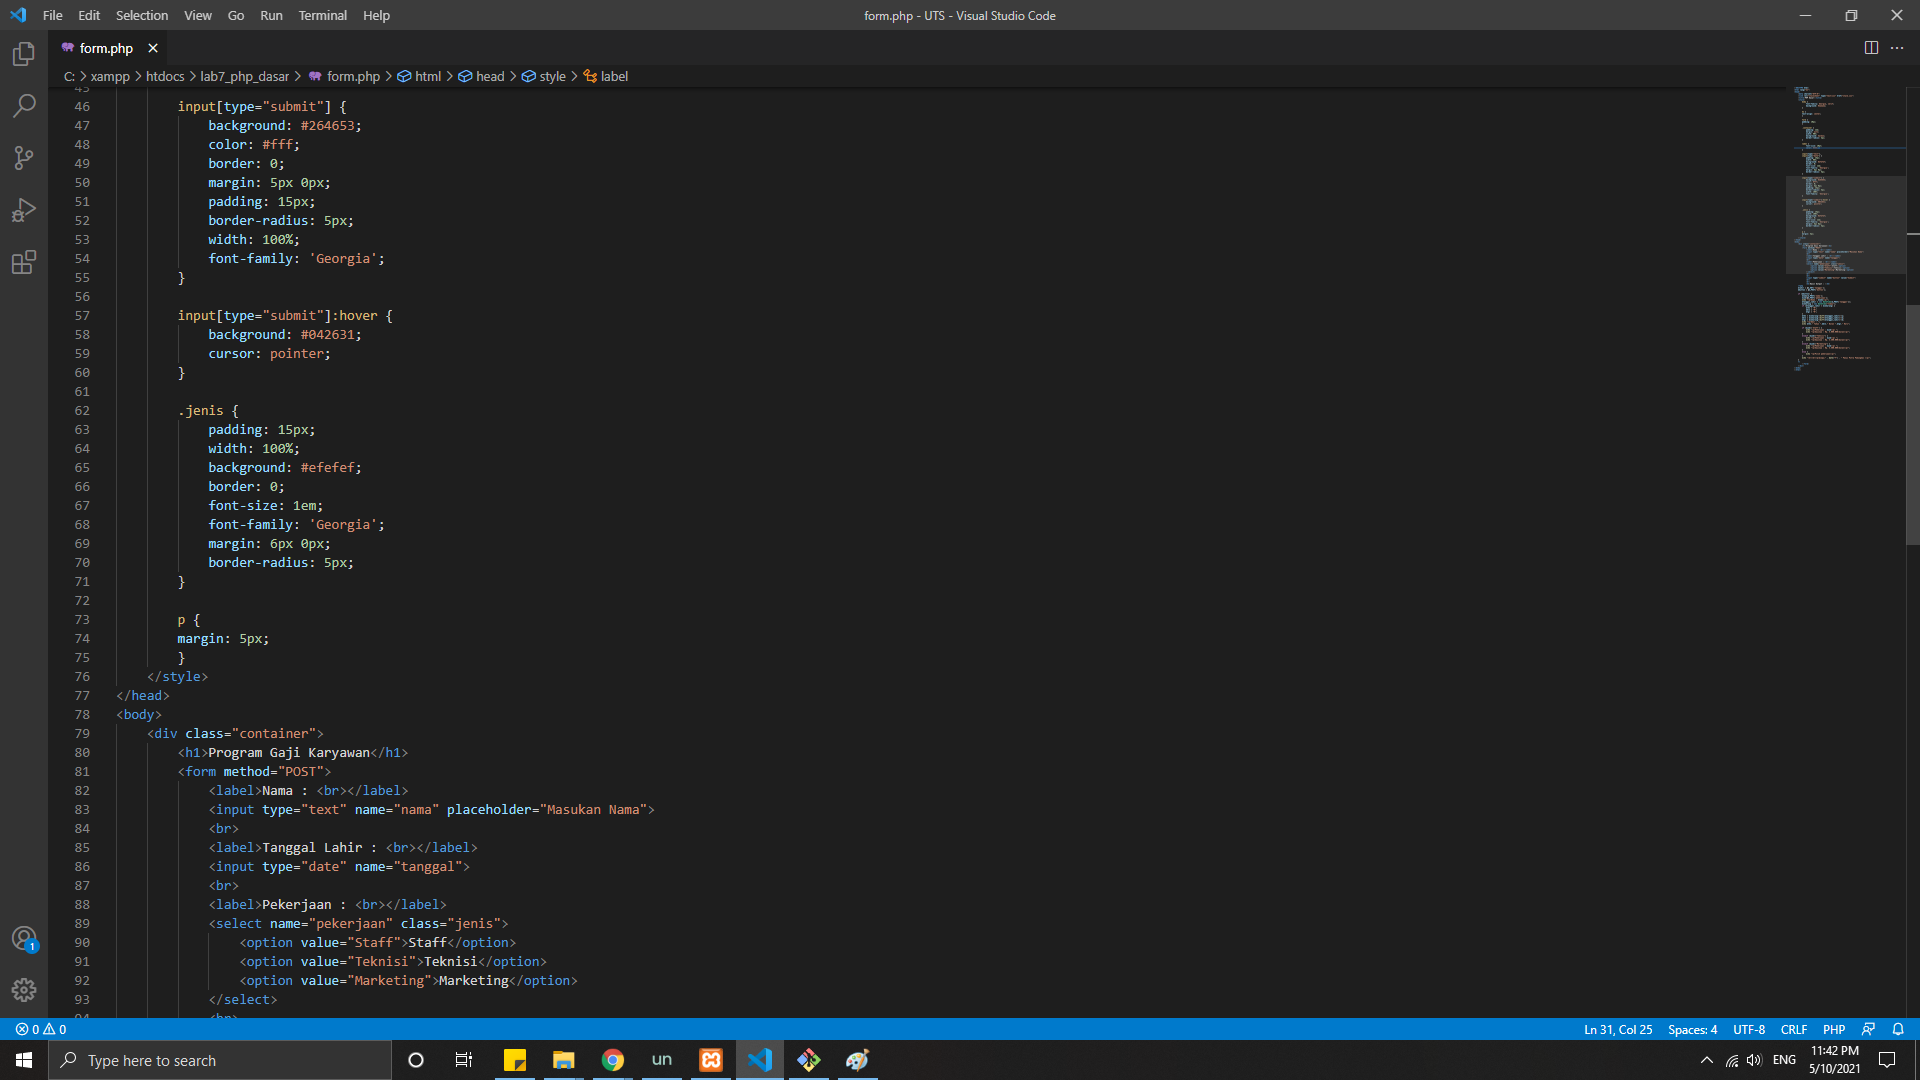 File Edit Selection View Go Run Terminal Help
form.php - UTS - Visual Studio Code
form.php
C: > xampp > htdocs > lab7_php_dasar > form.php > html > head > style > label
45
46 input[type="submit"] {
47 background: #264653;
48 color: #fff;
49 border: 0;
50 margin: 5px 0px;
51 padding: 15px;
52 border-radius: 5px;
53 width: 100%;
54 font-family: 'Georgia';
55 }
56
57 input[type="submit"]:hover {
58 background: #042631;
59 cursor: pointer;
60 }
61
62 .jenis {
63 padding: 15px;
64 width: 100%;
65 background: #efefef;
66 border: 0;
67 font-size: 1em;
68 font-family: 'Georgia';
69 margin: 6px 0px;
70 border-radius: 5px;
71 }
72
73 p {
74 margin: 5px;
75 }
76 </style>
77 </head>
78 <body>
79 <div class="container">
80 <h1>Program Gaji Karyawan</h1>
81 <form method="POST">
82 <label>Nama : <br></label>
83 <input type="text" name="nama" placeholder="Masukan Nama">
84 <br>
85 <label>Tanggal Lahir : <br></label>
86 <input type="date" name="tanggal">
87 <br>
88 <label>Pekerjaan : <br></label>
89 <select name="pekerjaan" class="jenis">
90 <option value="Staff">Staff</option>
91 <option value="Teknisi">Teknisi</option>
92 <option value="Marketing">Marketing</option>
93 </select>
94 <br>
1
0 0
Ln 31, Col 25 Spaces: 4 UTF-8 CRLF PHP
Type here to search
un
ENG
11:42 PM
5/10/2021